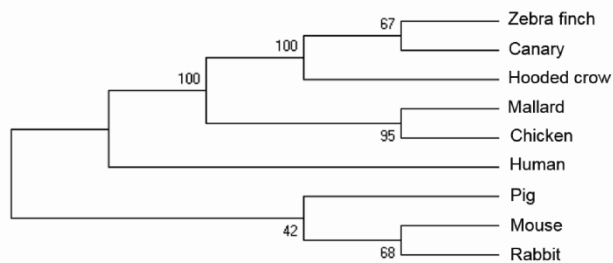 67
Zebra finch
100
Canary
100
Hooded crow
Mallard
95
Chicken
Human
Pig
42
Mouse
68
Rabbit